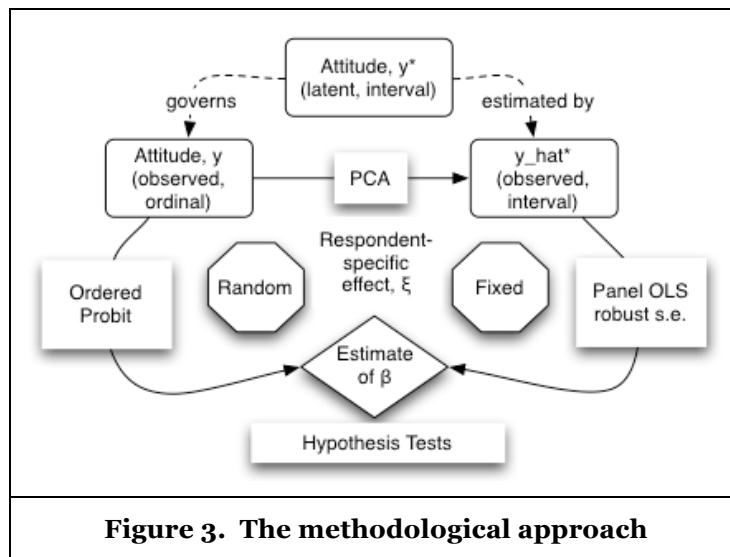 Attitude, y*
(latent, interval)
governs
estimated by
Attitude, y
(observed,
ordinal)
PCA
y_hat*
(observed,
interval)
Respondent-
specific
effect, ξ
Random
Fixed
Ordered
Probit
Panel OLS
robust s.e.
Estimate
of β
Hypothesis Tests
Figure 3. The methodological approach